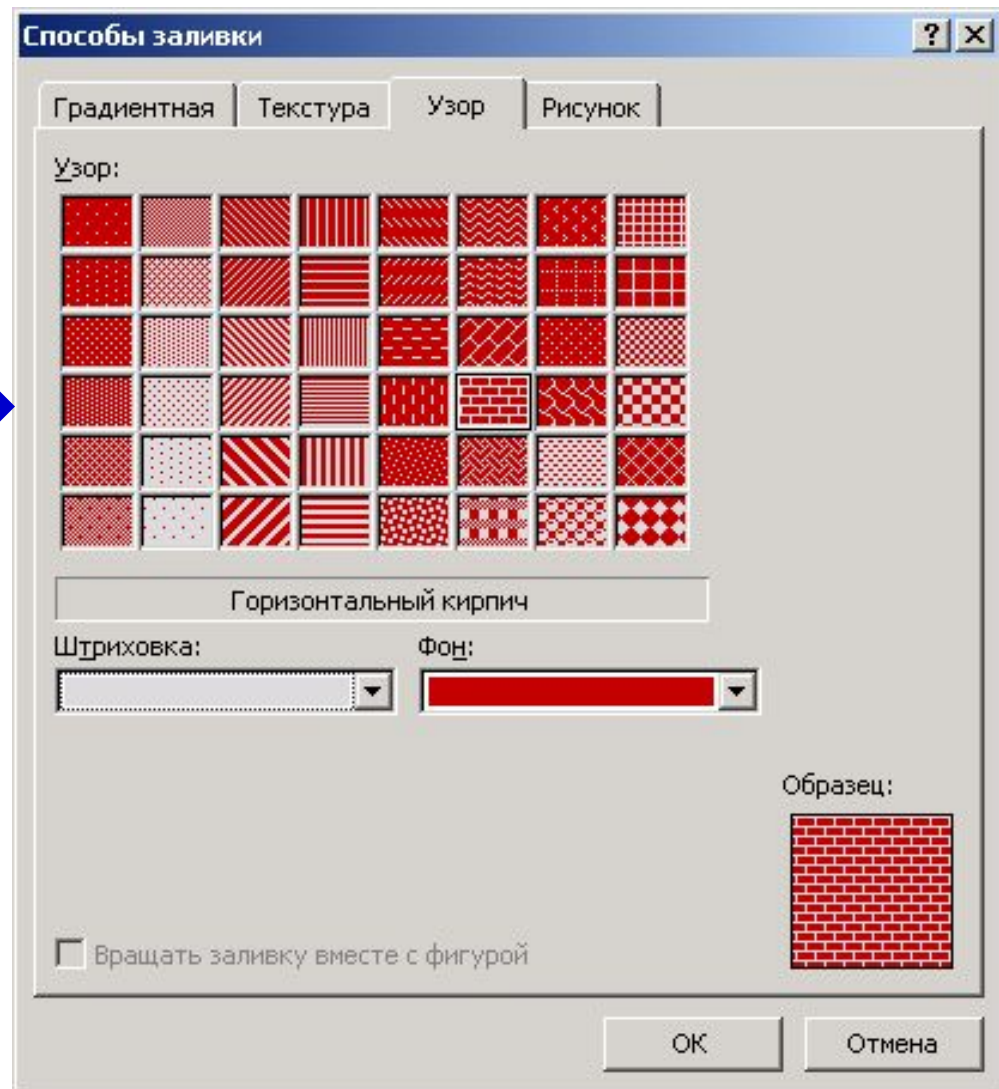 Способы заливки
Градиентная Текстура Узор Рисунок
Узор:
Горизонтальный кирпич
Штриховка: Фон:
Образец:
Вращать заливку вместе с фигурой
ОК Отмена